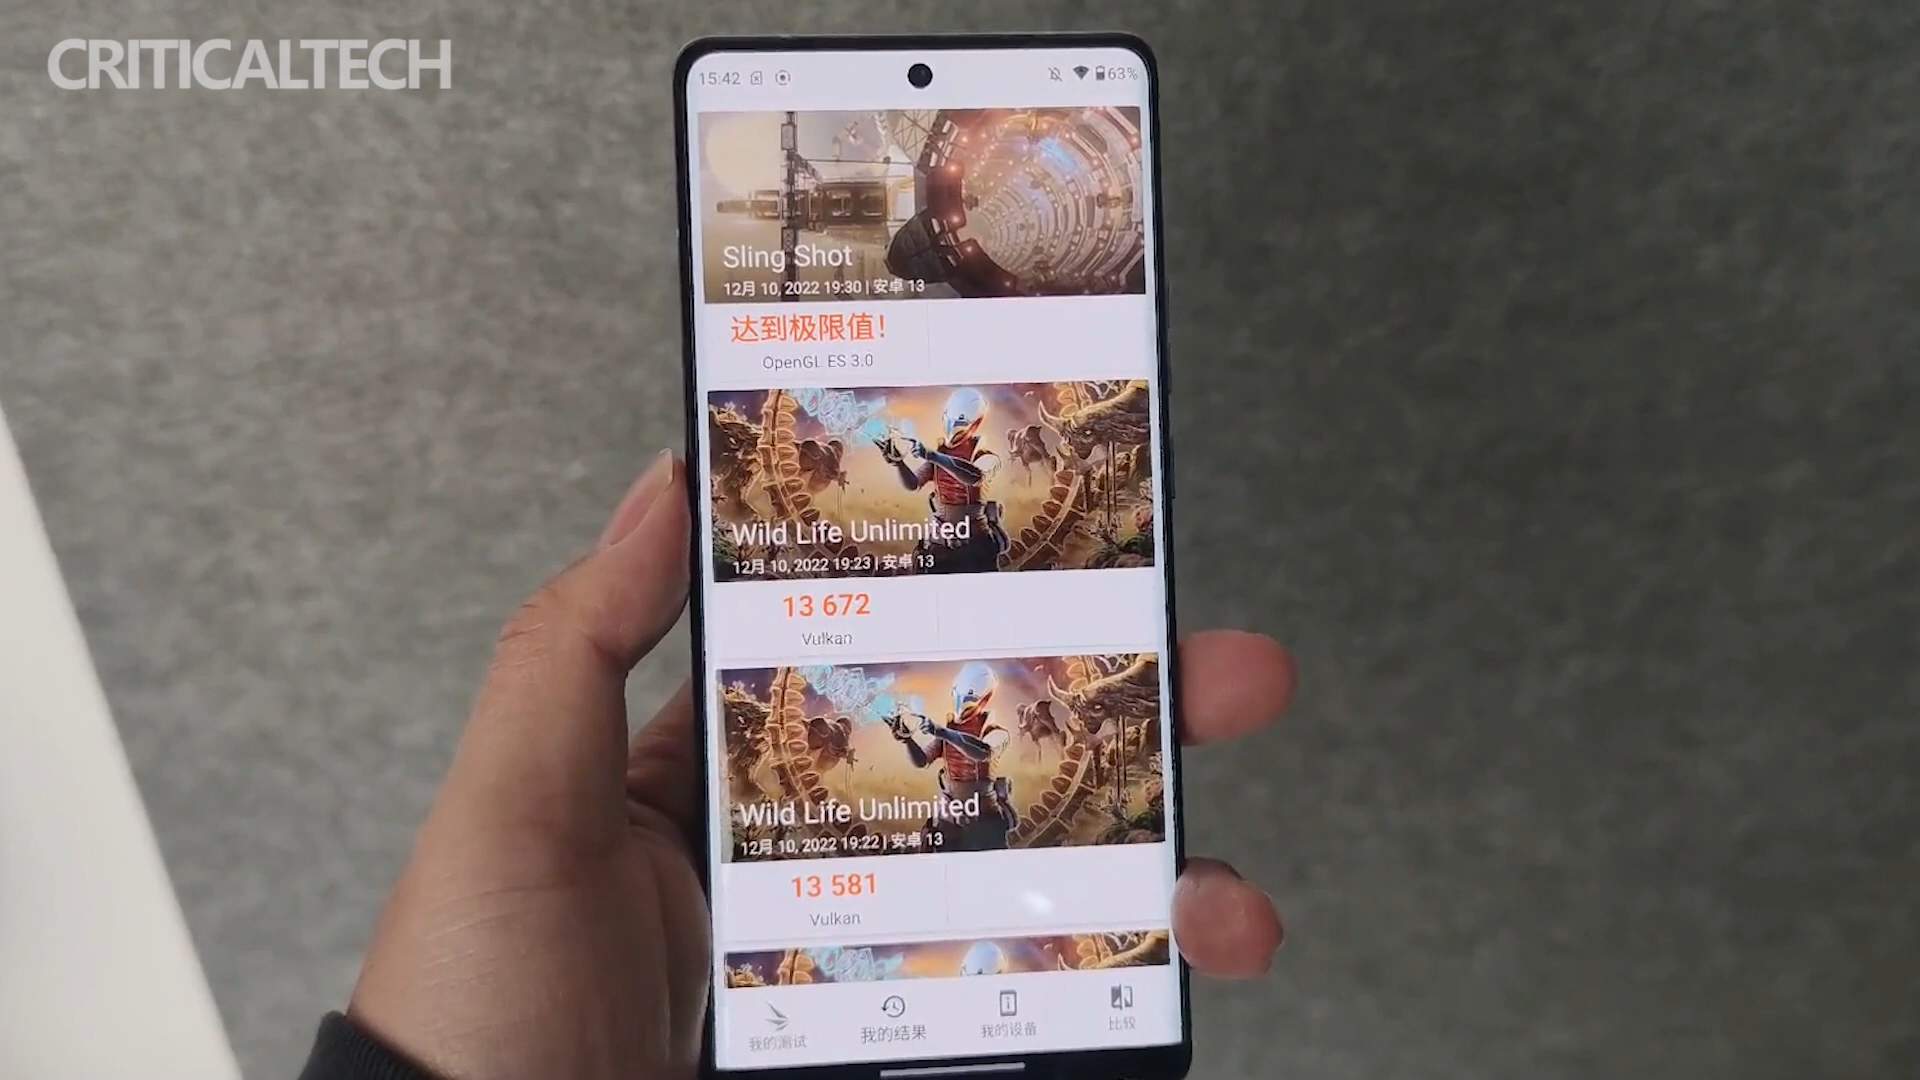 CRITICALTECH
15:42
63%
Sling Shot
12月 10, 2022 19:30 | 安卓 13
达到极限值!
OpenGL ES 3.0
Wild Life Unlimited
12月 10, 2022 19:23 | 安卓 13
13 672
Vulkan
Wild Life Unlimited
12月 10, 2022 19:22 | 安卓 13
13 581
Vulkan
我的测试 我的结果 我的设备 比较